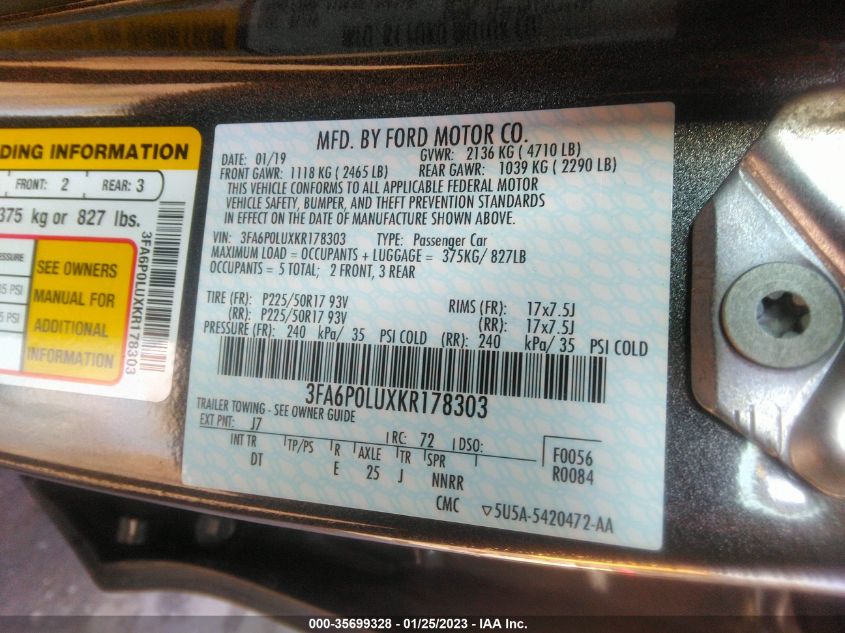 DING INFORMATION
FRONT: 2 REAR: 3
375 kg or 827 lbs.
SEE OWNERS
MANUAL FOR
ADDITIONAL
INFORMATION
PSI
PSI
3FA6P0LUXKR178303
MFD. BY FORD MOTOR CO.
DATE: 01/19 GVWR: 2136 KG ( 4710 LB)
FRONT GAWR: 1118 KG ( 2465 LB) REAR GAWR: 1039 KG ( 2290 LB)
THIS VEHICLE CONFORMS TO ALL APPLICABLE FEDERAL MOTOR
VEHICLE SAFETY, BUMPER, AND THEFT PREVENTION STANDARDS
IN EFFECT ON THE DATE OF MANUFACTURE SHOWN ABOVE.
VIN: 3FA6P0LUXKR178303 TYPE: Passenger Car
MAXIMUM LOAD = OCCUPANTS + LUGGAGE = 375KG/ 827LB
OCCUPANTS = 5 TOTAL; 2 FRONT, 3 REAR
TIRE (FR): P225/50R17 93V RIMS (FR): 17x7.5J
(RR): P225/50R17 93V (RR): 17x7.5J
PRESSURE (FR): 240 kPa/ 35 PSI COLD (RR): 240 kPa/ 35 PSI COLD
3FA6P0LUXKR178303
TRAILER TOWING - SEE OWNER GUIDE
EXT PNT: J7 RC: 72 DSO: F0056
INT TR TP/PS R AXLE TR SPR R0084
DT E 25 J NNRR
CMC ▽5U5A-5420472-AA
000-35699328 - 01/25/2023 - IAA Inc.